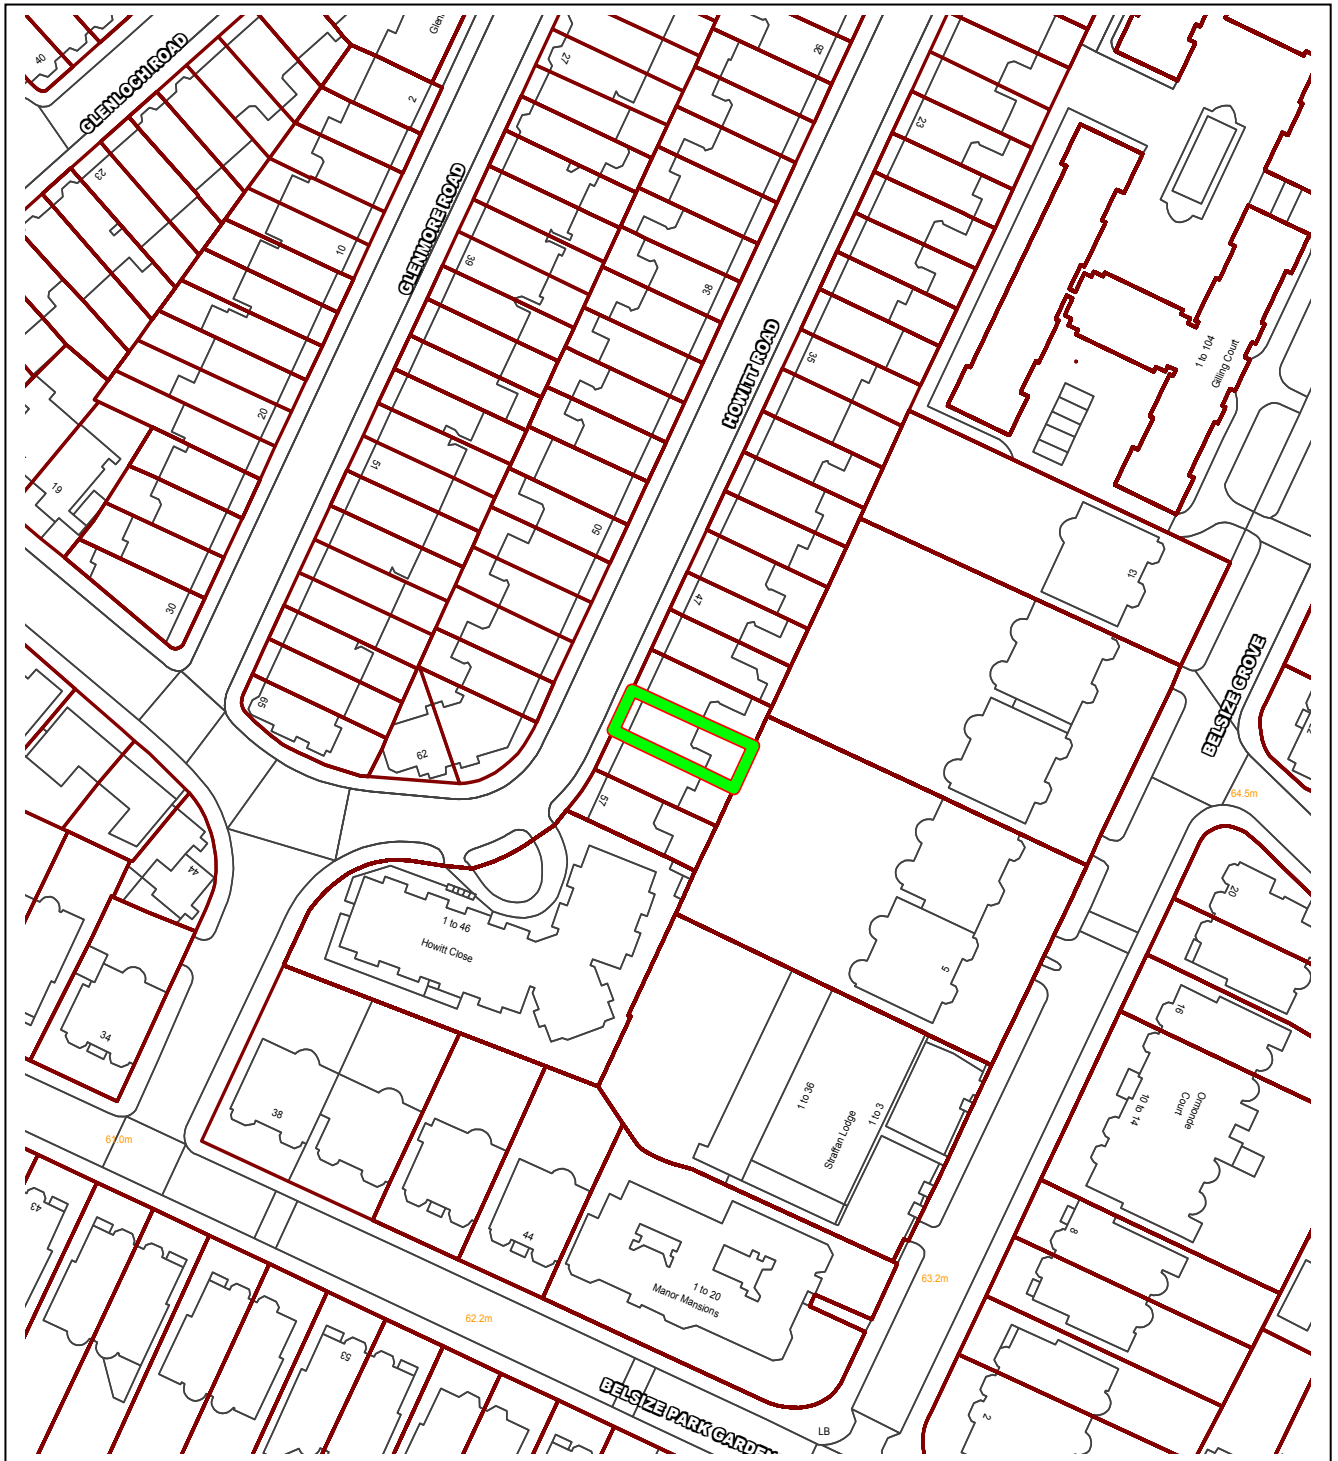 40
GLENLOCH ROAD
Glen
27
26
2
23
23
GLENMORE ROAD
10
39
38
HOWITT ROAD
35
1 to 104
Gilling Court
20
51
19
50
13
47
30
65
62
BELSIZE GROVE
64.5m
57
44
20
1 to 46
Howitt Close
5
16
34
38
1 to 36
Straffan Lodge
1 to 3
10 to 14
Ormonde
Court
61.0m
43
44
8
63.2m
1 to 20
Manor Mansions
62.2m
53
BELSIZE PARK GARDEN
LB
2